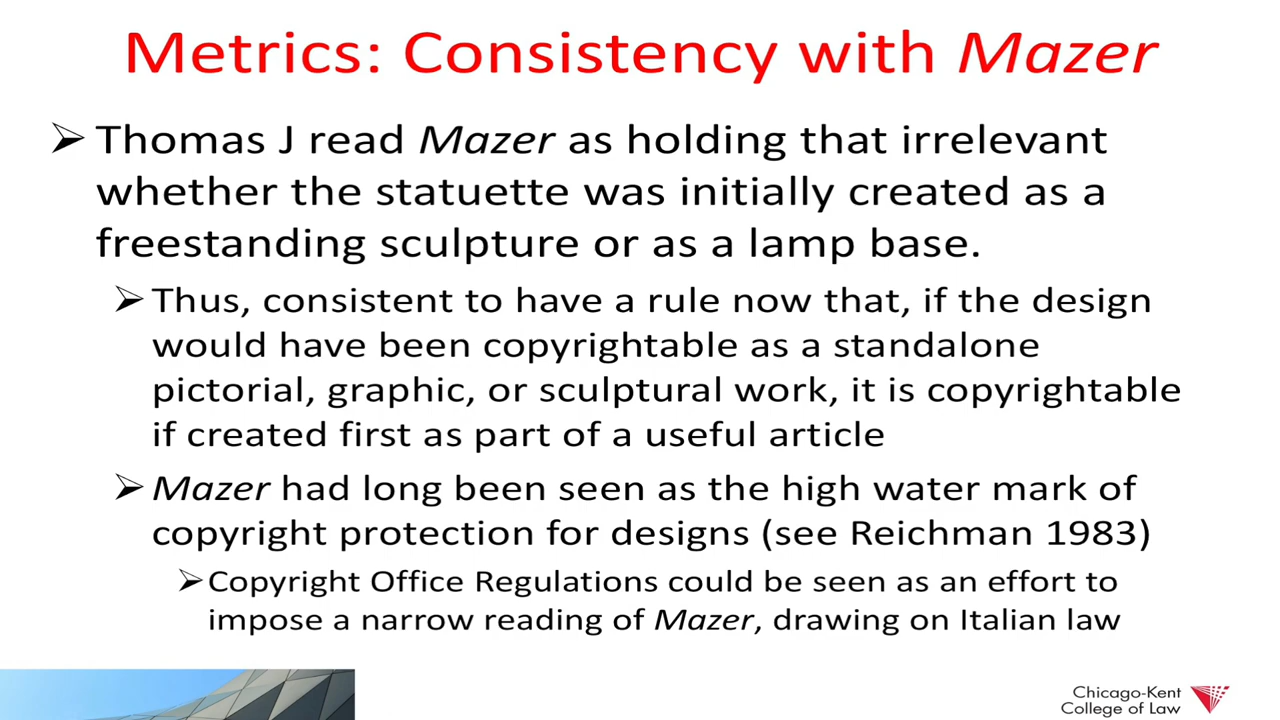 Metrics: Consistency with Mazer
➢ Thomas J read Mazer as holding that irrelevant
whether the statuette was initially created as a
freestanding sculpture or as a lamp base.
➢ Thus, consistent to have a rule now that, if the design
would have been copyrightable as a standalone
pictorial, graphic, or sculptural work, it is copyrightable
if created first as part of a useful article
➢ Mazer had long been seen as the high water mark of
copyright protection for designs (see Reichman 1983)
➢ Copyright Office Regulations could be seen as an effort to
impose a narrow reading of Mazer, drawing on Italian law
Chicago-Kent
College of Law